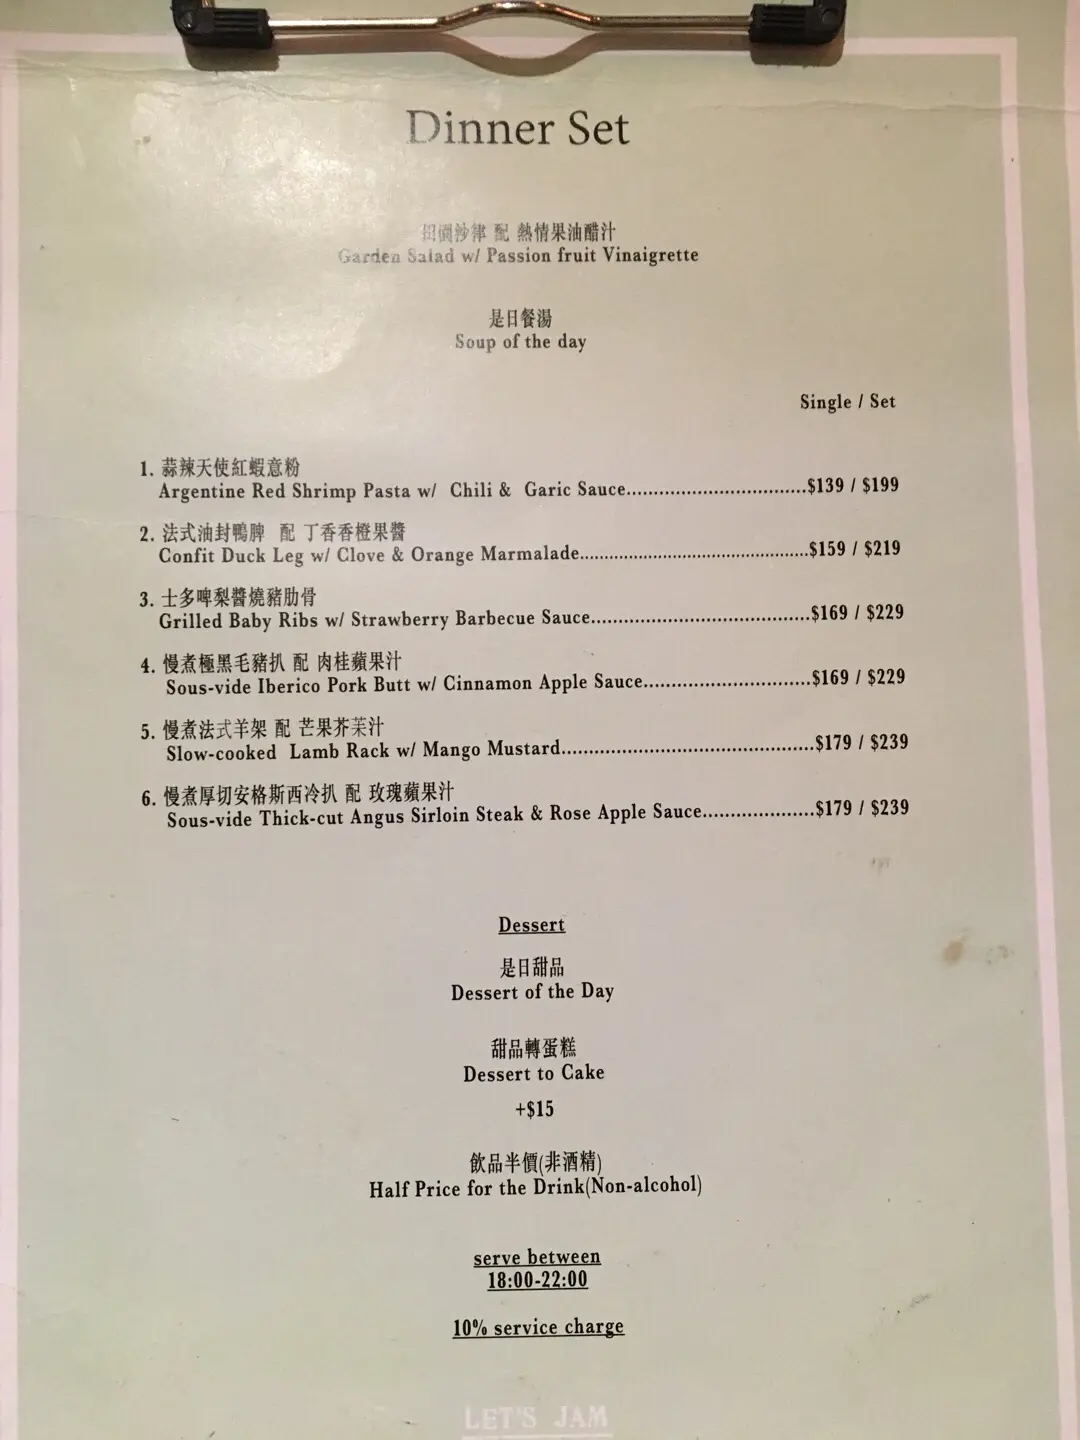 Dinner Set
田園沙律 配 熱情果油醋汁
Garden Salad w/ Passion fruit Vinaigrette
是日餐湯
Soup of the day
Single / Set
1. 蒜辣天使紅蝦意粉
Argentine Red Shrimp Pasta w/ Chili & Garic Sauce................................$139 / $199
2. 法式油封鴨脾 配 丁香香橙果醬
Confit Duck Leg w/ Clove & Orange Marmalade.........................................$159 / $219
3. 士多啤梨醬燒豬肋骨
Grilled Baby Ribs w/ Strawberry Barbecue Sauce.......................................$169 / $229
4. 慢煮極黑毛豬扒 配 肉桂蘋果汁
Sous-vide Iberico Pork Butt w/ Cinnamon Apple Sauce..............................$169 / $229
5. 慢煮法式羊架 配 芒果芥茉汁
Slow-cooked Lamb Rack w/ Mango Mustard.............................................$179 / $239
6. 慢煮厚切安格斯西冷扒 配 玫瑰蘋果汁
Sous-vide Thick-cut Angus Sirloin Steak & Rose Apple Sauce....................$179 / $239
Dessert
是日甜品
Dessert of the Day
甜品轉蛋糕
Dessert to Cake
+$15
飲品半價(非酒精)
Half Price for the Drink(Non-alcohol)
serve between
18:00-22:00
10% service charge
LET'S JAM